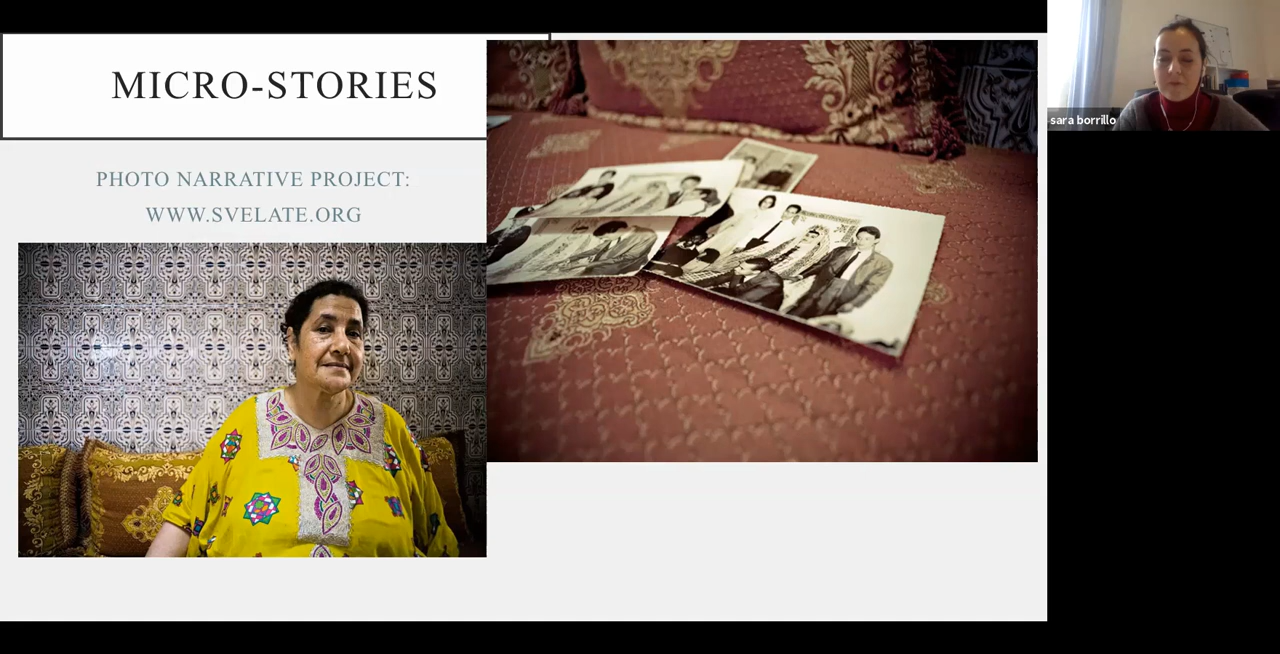 MICRO-STORIES
PHOTO NARRATIVE PROJECT:
WWW.SVELATE.ORG
sara borrillo